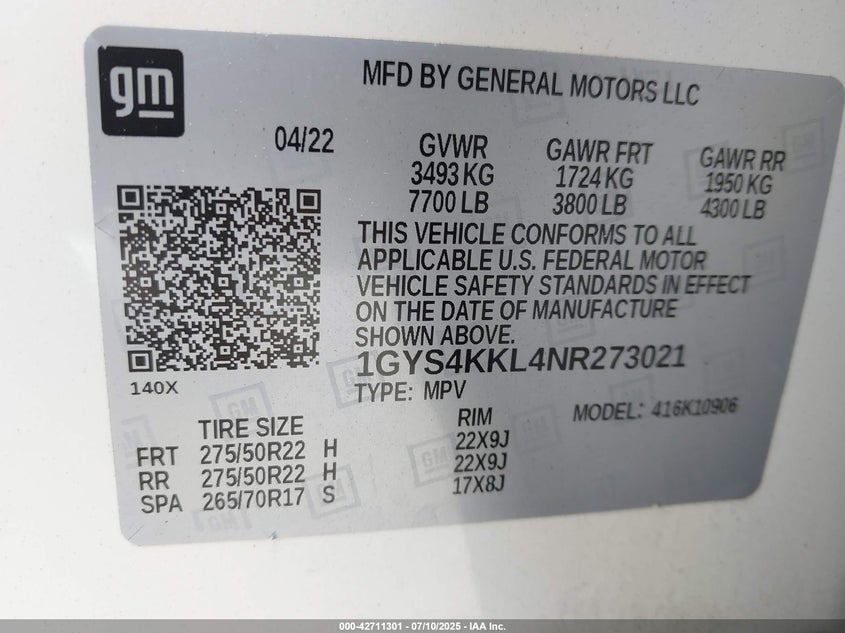 gm
MFD BY GENERAL MOTORS LLC
04/22
GVWR GAWR FRT GAWR RR
3493 KG 1724 KG 1950 KG
7700 LB 3800 LB 4300 LB
THIS VEHICLE CONFORMS TO ALL
APPLICABLE U.S. FEDERAL MOTOR
VEHICLE SAFETY STANDARDS IN EFFECT
ON THE DATE OF MANUFACTURE
SHOWN ABOVE.
1GYS4KKL4NR273021
140X
TYPE: MPV
MODEL: 416K10906
TIRE SIZE RIM
FRT 275/50R22 H 22X9J
RR 275/50R22 H 22X9J
SPA 265/70R17 S 17X8J
000-42711301 - 07/10/2025 - IAA Inc.